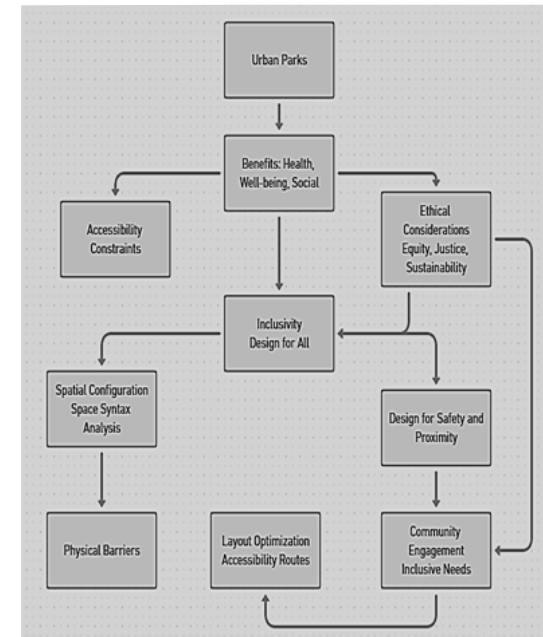 Urban Parks
Benefits: Health,
Well-being, Social
Accessibility
Constraints
Ethical
Considerations
Equity, Justice,
Sustainability
Inclusivity
Design for All
Spatial Configuration
Space Syntax
Analysis
Design for Safety and
Proximity
Physical Barriers
Layout Optimization
Accessibility Routes
Community
Engagement
Inclusive Needs